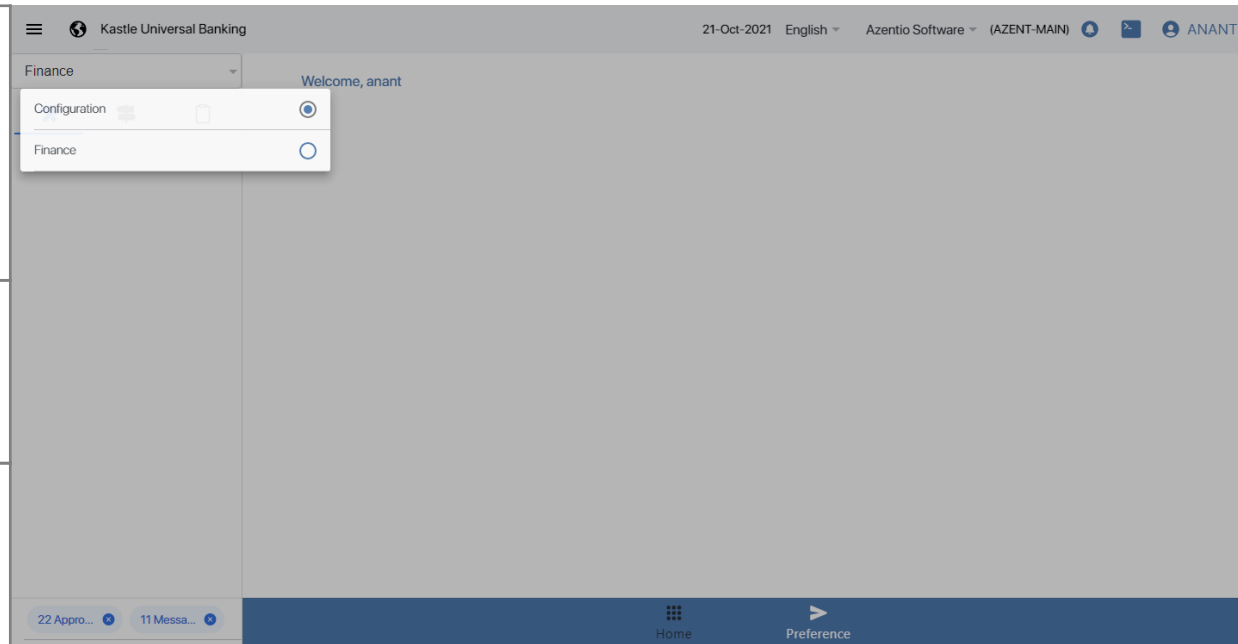 Kastle Universal Banking 21-Oct-2021 English Azentio Software (AZENT-MAIN) ANANT
Finance
Welcome, anant
Configuration
Finance
22 Appro... 11 Messa...
Home Preference